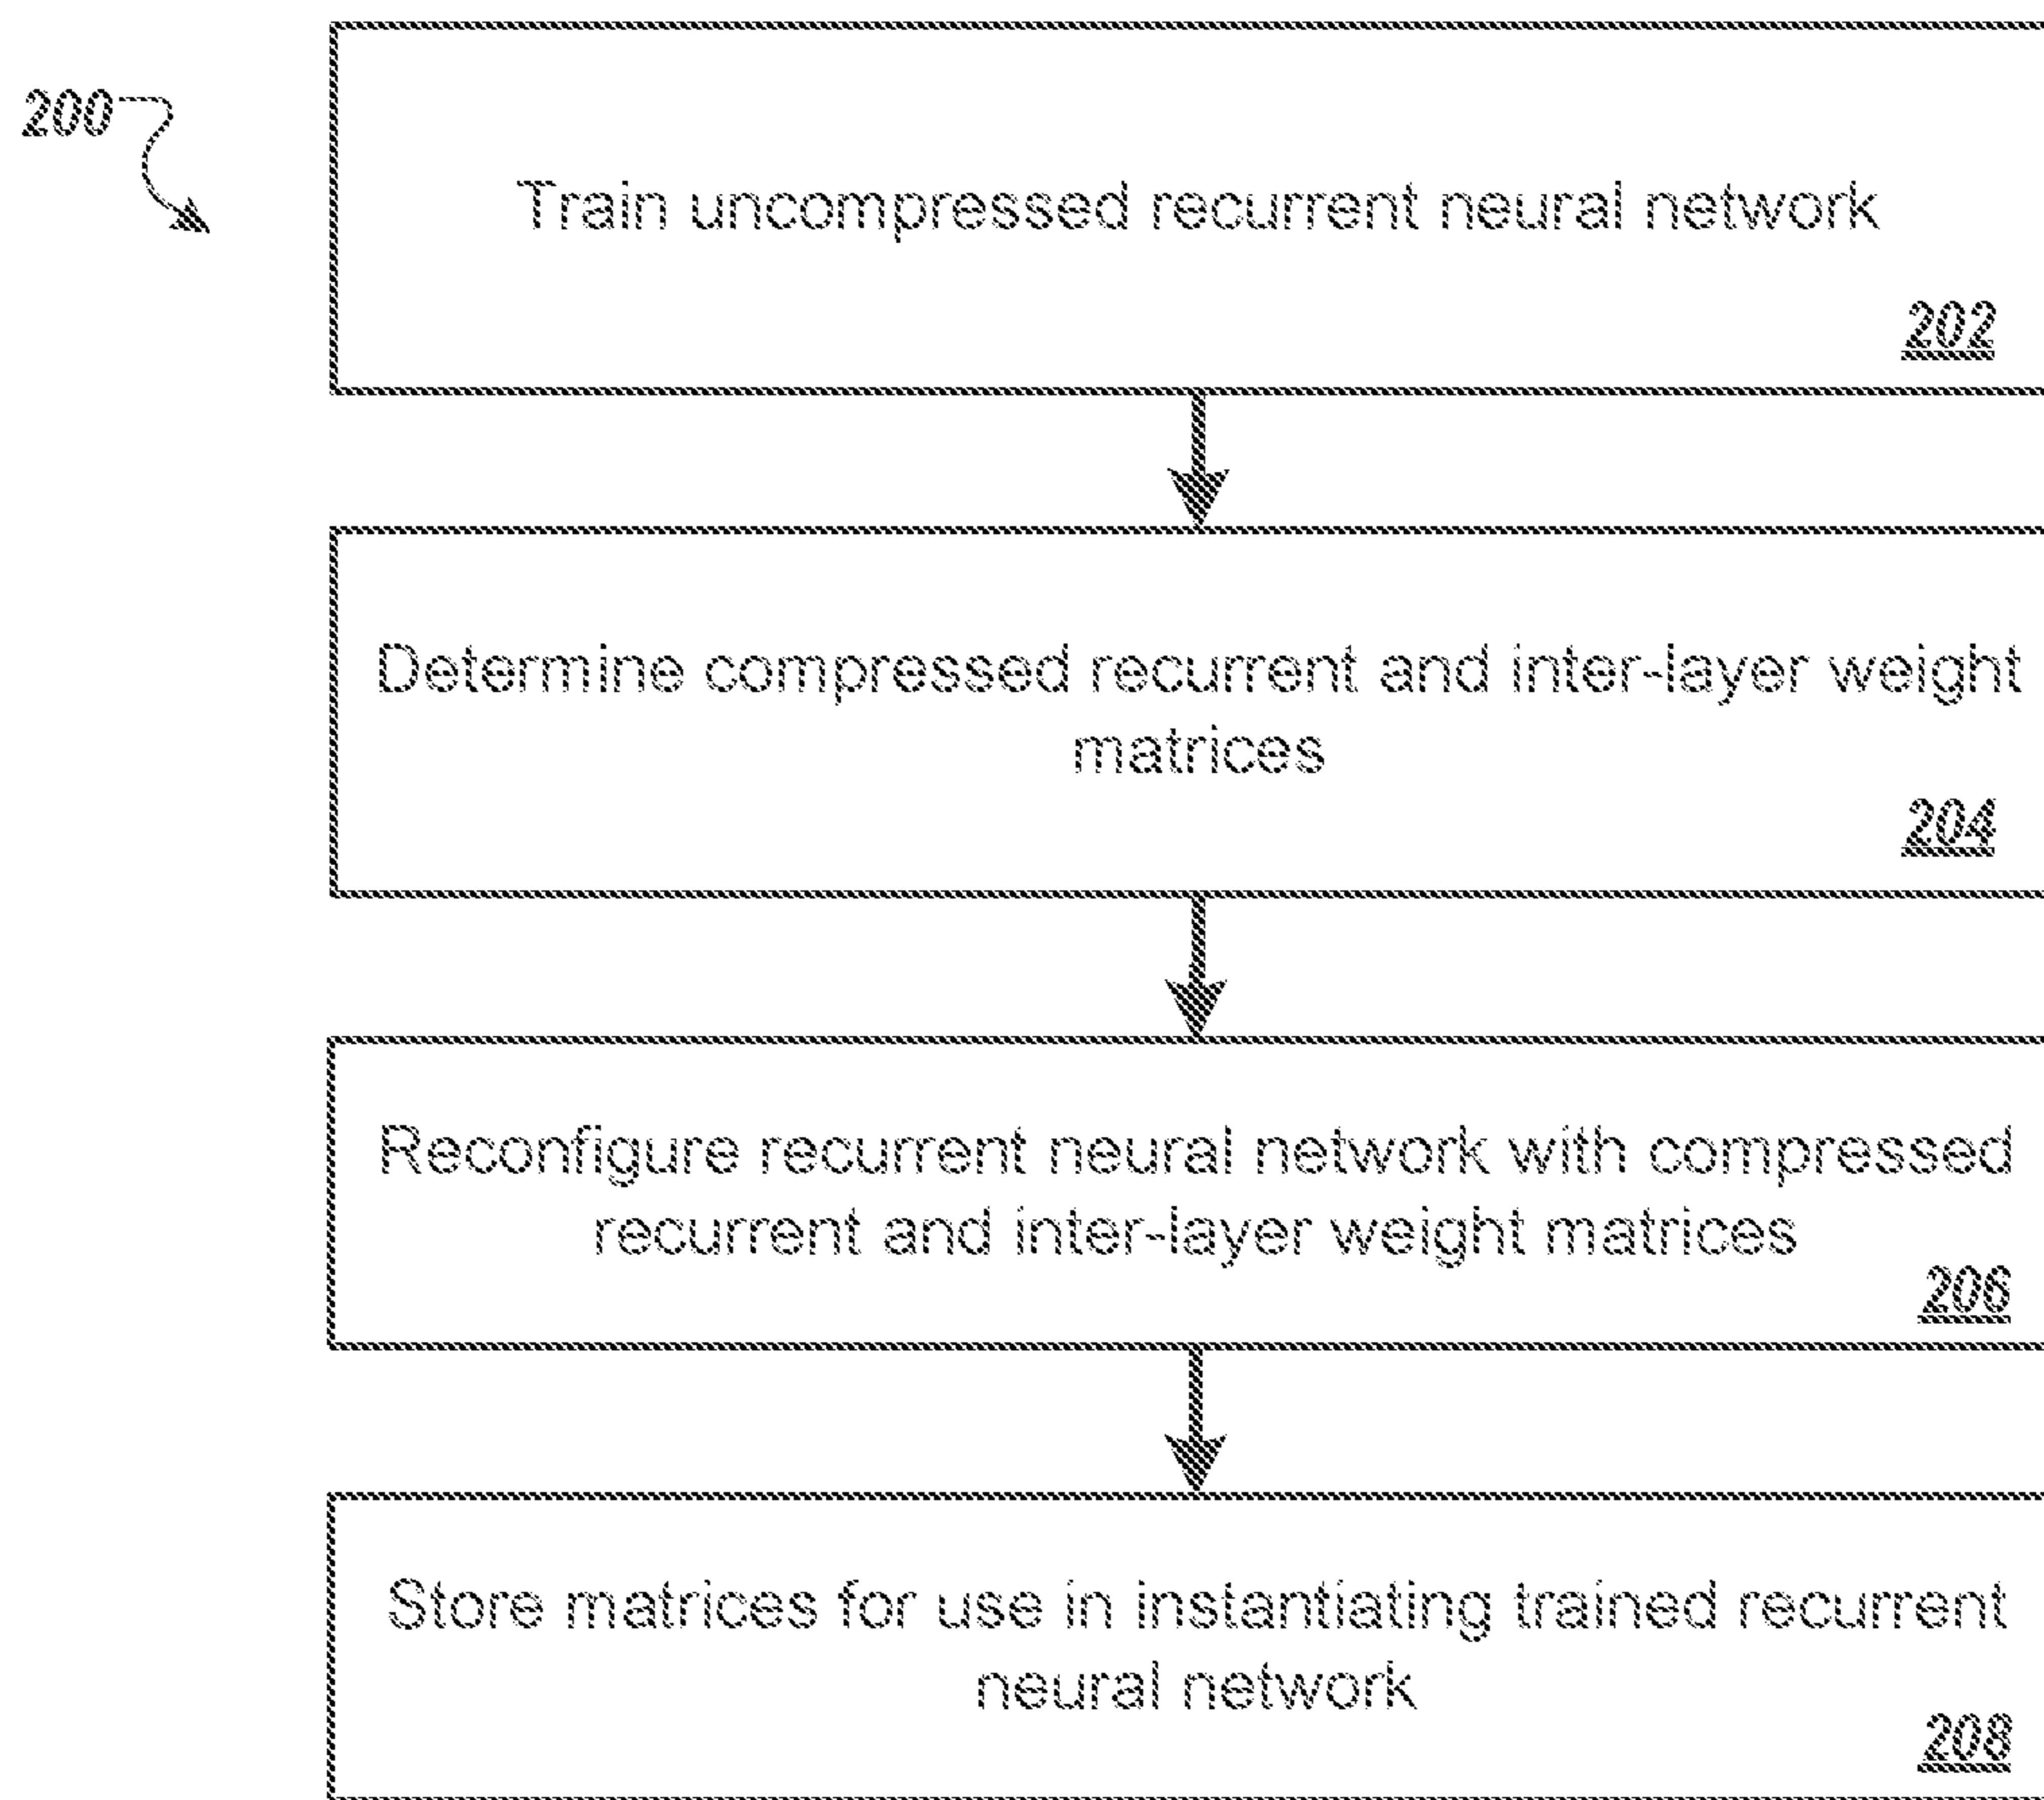 200
Train uncompressed recurrent neural network
202
Determine compressed recurrent and inter-layer weight
matrices
204
Reconfigure recurrent neural network with compressed
recurrent and inter-layer weight matrices
206
Store matrices for use in instantiating trained recurrent
neural network
208